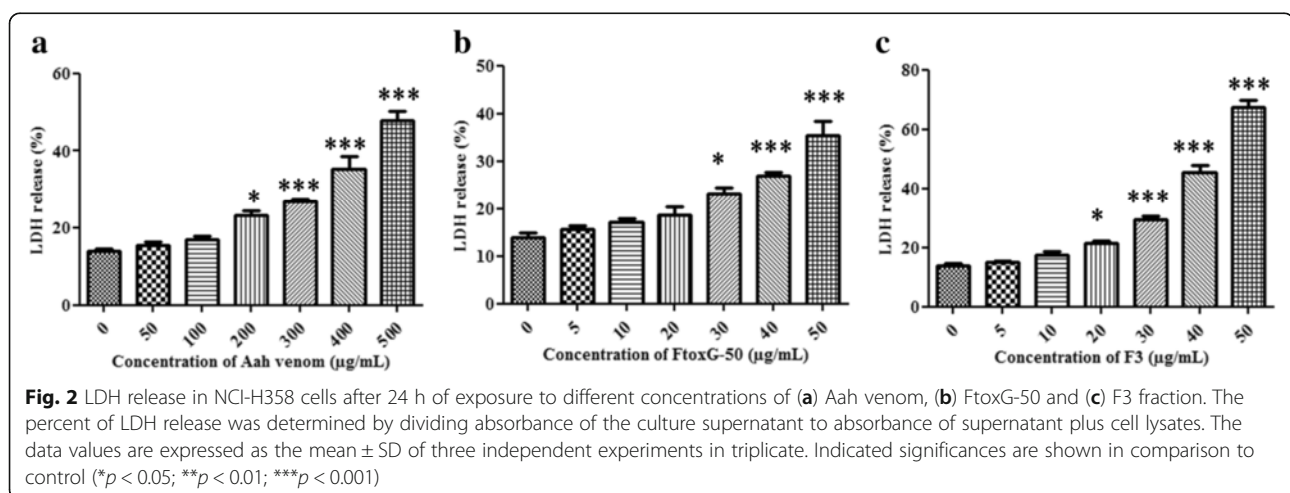 a
60
40
20
0
LDH release (%)
* *** *** ***
0 50 100 200 300 400 500
Concentration of Aah venom (µg/mL)
b
50
40
30
20
10
0
LDH release (%)
* *** ***
0 5 10 20 30 40 50
Concentration of FtoxG-50 (µg/mL)
c
80
60
40
20
0
LDH release (%)
* *** *** ***
0 5 10 20 30 40 50
Concentration of F3 (µg/mL)
Fig. 2 LDH release in NCI-H358 cells after 24 h of exposure to different concentrations of (a) Aah venom, (b) FtoxG-50 and (c) F3 fraction. The
percent of LDH release was determined by dividing absorbance of the culture supernatant to absorbance of supernatant plus cell lysates. The
data values are expressed as the mean ± SD of three independent experiments in triplicate. Indicated significances are shown in comparison to
control (*p < 0.05; **p < 0.01; ***p < 0.001)